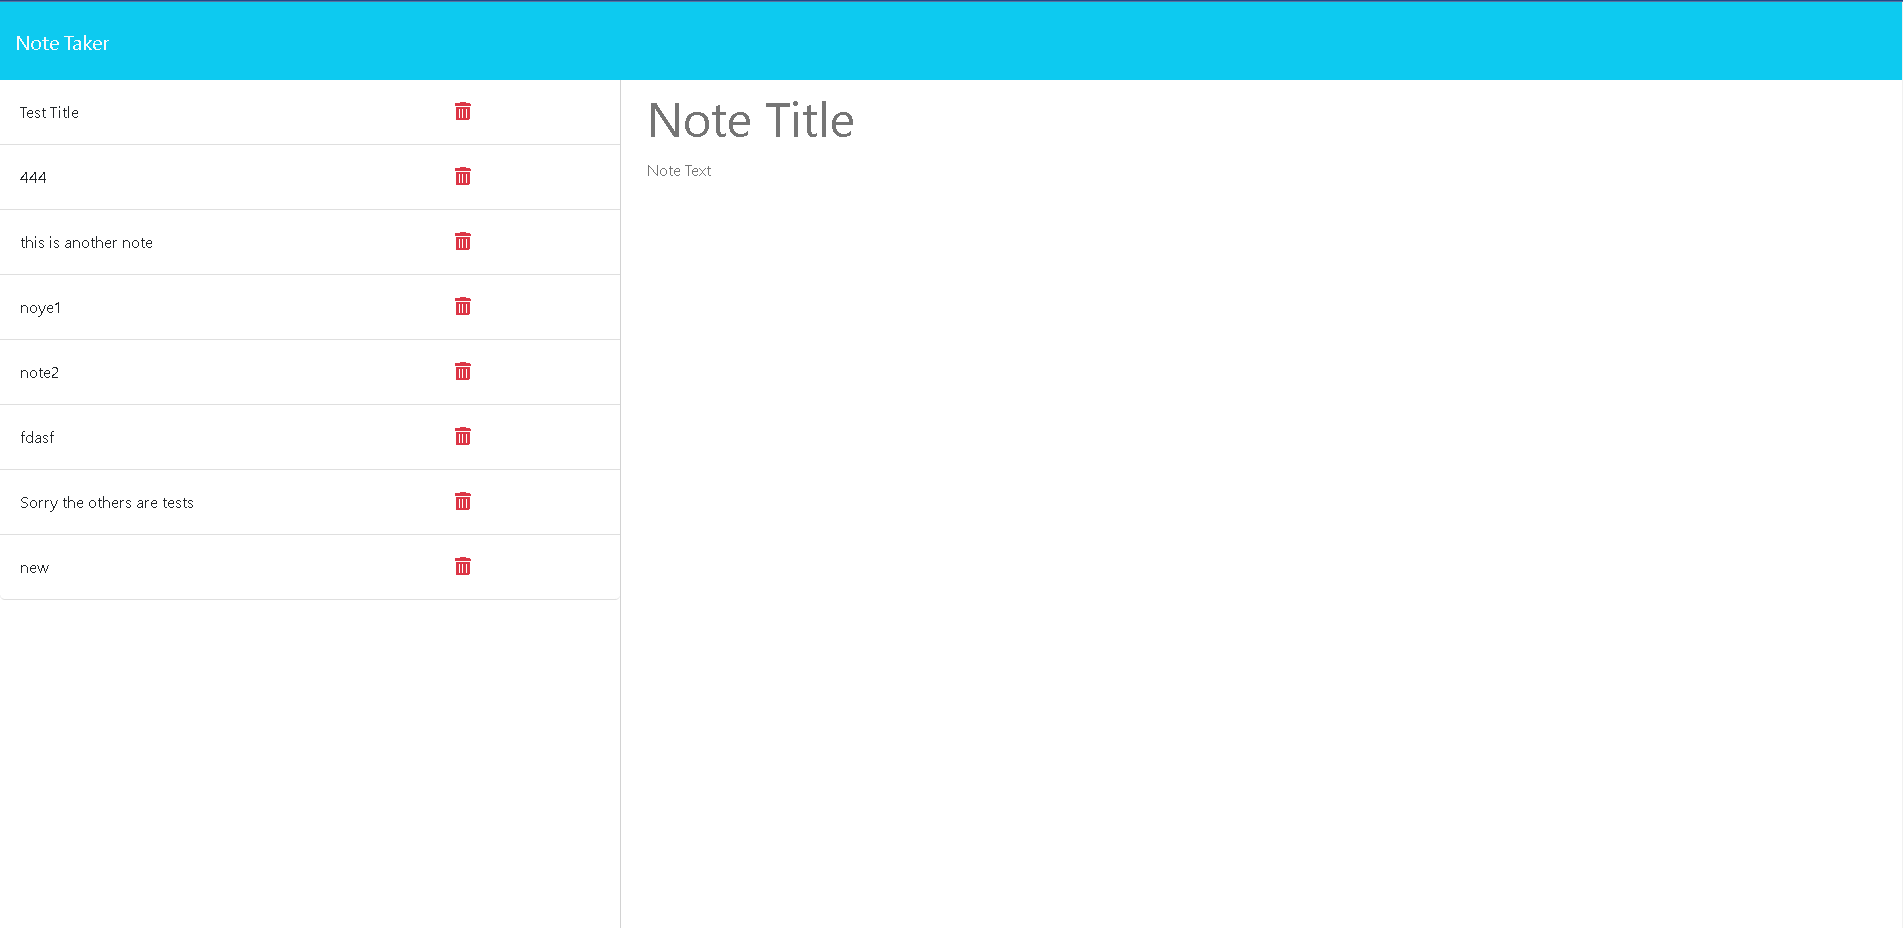 Note Taker
Test Title
444
this is another note
noye1
note2
fdasf
Sorry the others are tests
new
Note Title
Note Text